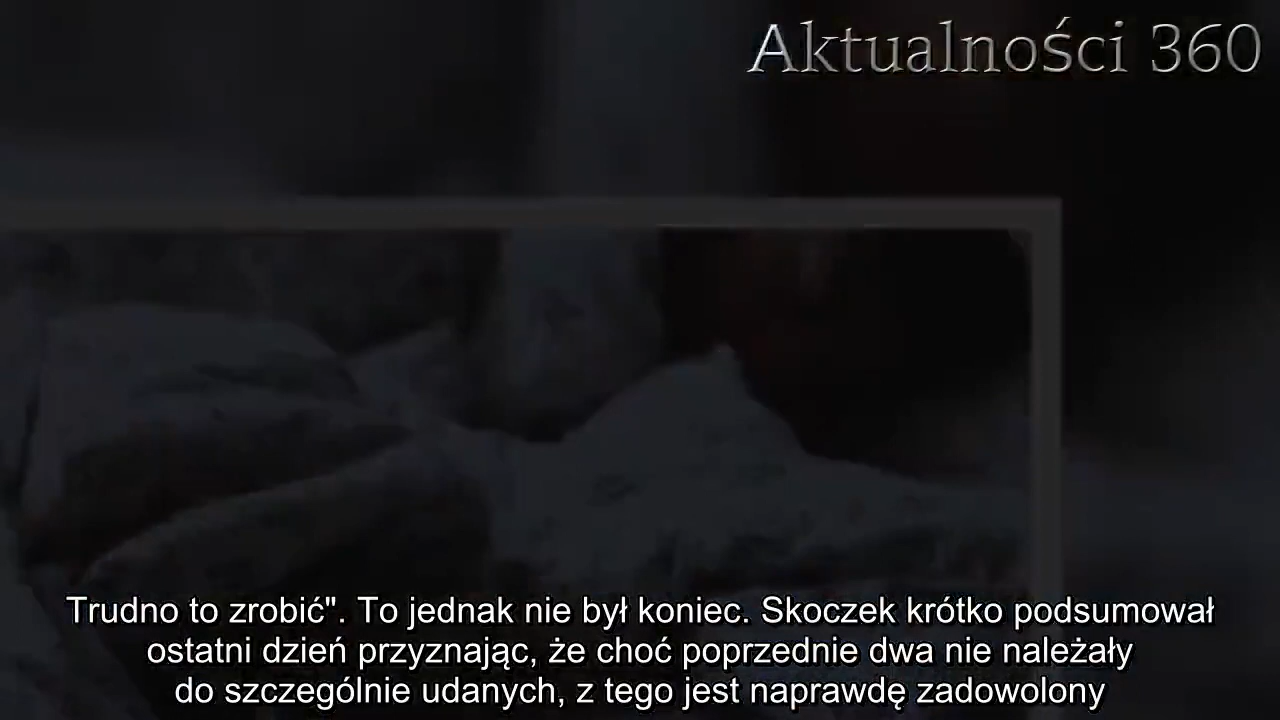 Aktualności 360
Trudno to zrobić". To jednak nie był koniec. Skoczek krótko podsumował
ostatni dzień przyznając, że choć poprzednie dwa nie należały
do szczególnie udanych, z tego jest naprawdę zadowolony